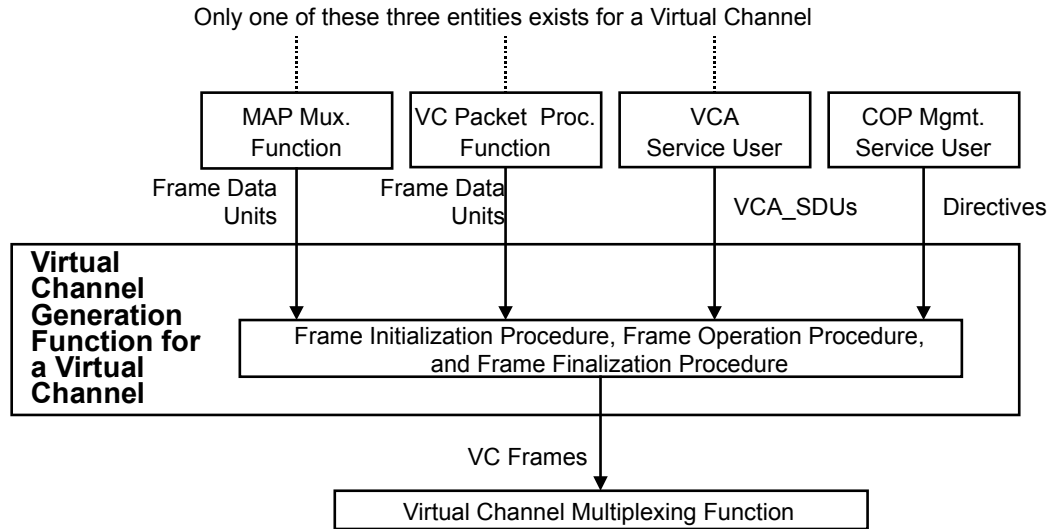 Only one of these three entities exists for a Virtual Channel
MAP Mux.
Function
VC Packet Proc.
Function
VCA
Service User
COP Mgmt.
Service User
Frame Data
Units
Frame Data
Units
VCA_SDUs
Directives
Virtual
Channel
Generation
Function for
a Virtual
Channel
Frame Initialization Procedure, Frame Operation Procedure,
and Frame Finalization Procedure
VC Frames
Virtual Channel Multiplexing Function